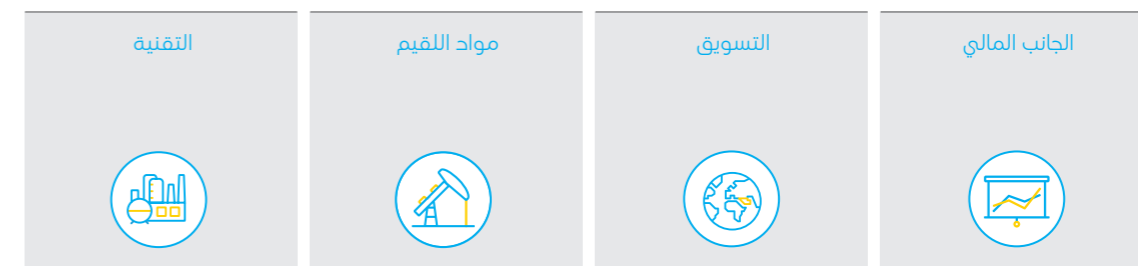 الجانب المالي
التسويق
مواد اللقيم
التقنية